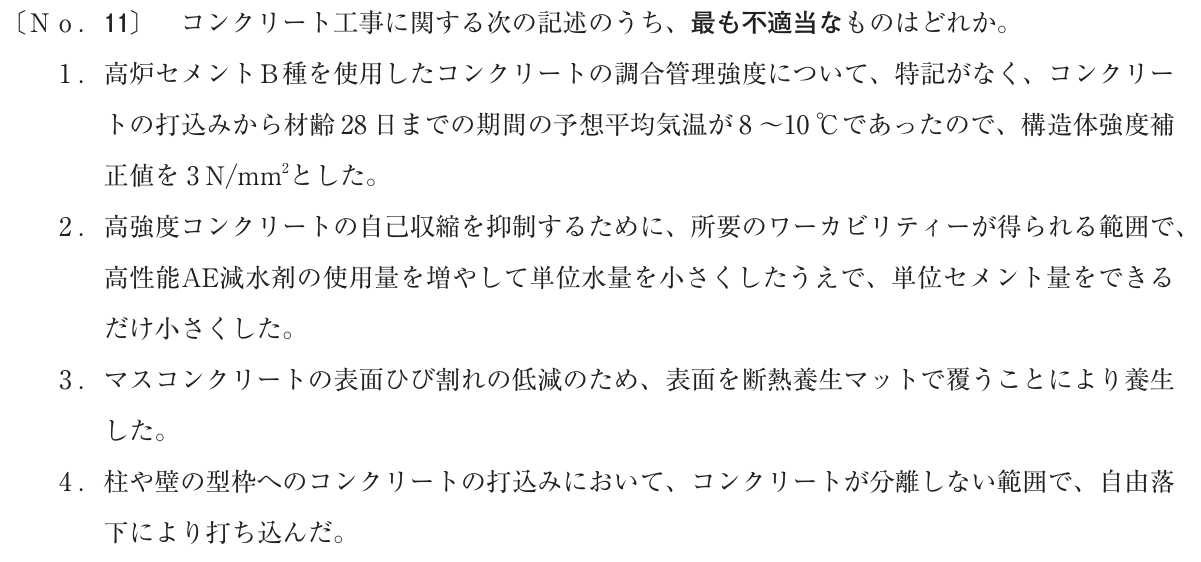 〔Ｎｏ．11〕　コンクリート工事に関する次の記述のうち、最も不適当なものはどれか。
１．高炉セメントＢ種を使用したコンクリートの調合管理強度について、特記がなく、コンクリー
トの打込みから材齢28日までの期間の予想平均気温が８～10℃であったので、構造体強度補
正値を３N/mm²とした。
２．高強度コンクリートの自己収縮を抑制するために、所要のワーカビリティーが得られる範囲で、
高性能AE減水剤の使用量を増やして単位水量を小さくしたうえで、単位セメント量をできる
だけ小さくした。
３．マスコンクリートの表面ひび割れの低減のため、表面を断熱養生マットで覆うことにより養生
した。
４．柱や壁の型枠へのコンクリートの打込みにおいて、コンクリートが分離しない範囲で、自由落
下により打ち込んだ。